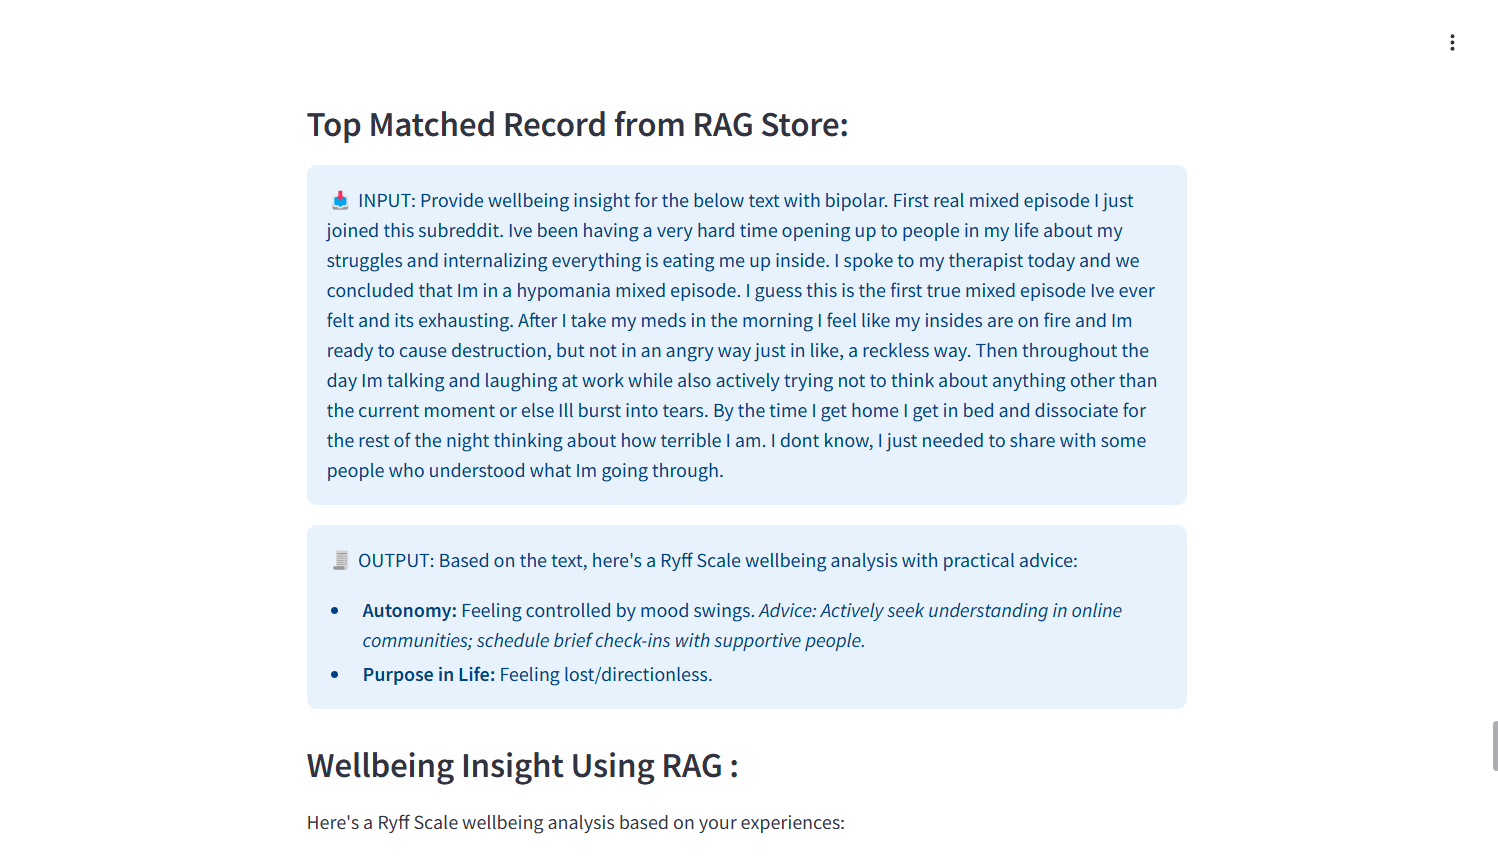 Top Matched Record from RAG Store:
INPUT: Provide wellbeing insight for the below text with bipolar. First real mixed episode I just
joined this subreddit. Ive been having a very hard time opening up to people in my life about my
struggles and internalizing everything is eating me up inside. I spoke to my therapist today and we
concluded that Im in a hypomania mixed episode. I guess this is the first true mixed episode Ive ever
felt and its exhausting. After I take my meds in the morning I feel like my insides are on fire and Im
ready to cause destruction, but not in an angry way just in like, a reckless way. Then throughout the
day Im talking and laughing at work while also actively trying not to think about anything other than
the current moment or else Ill burst into tears. By the time I get home I get in bed and dissociate for
the rest of the night thinking about how terrible I am. I dont know, I just needed to share with some
people who understood what Im going through.
OUTPUT: Based on the text, here's a Ryff Scale wellbeing analysis with practical advice:
• Autonomy: Feeling controlled by mood swings. Advice: Actively seek understanding in online
communities; schedule brief check-ins with supportive people.
• Purpose in Life: Feeling lost/directionless.
Wellbeing Insight Using RAG :
Here's a Ryff Scale wellbeing analysis based on your experiences: